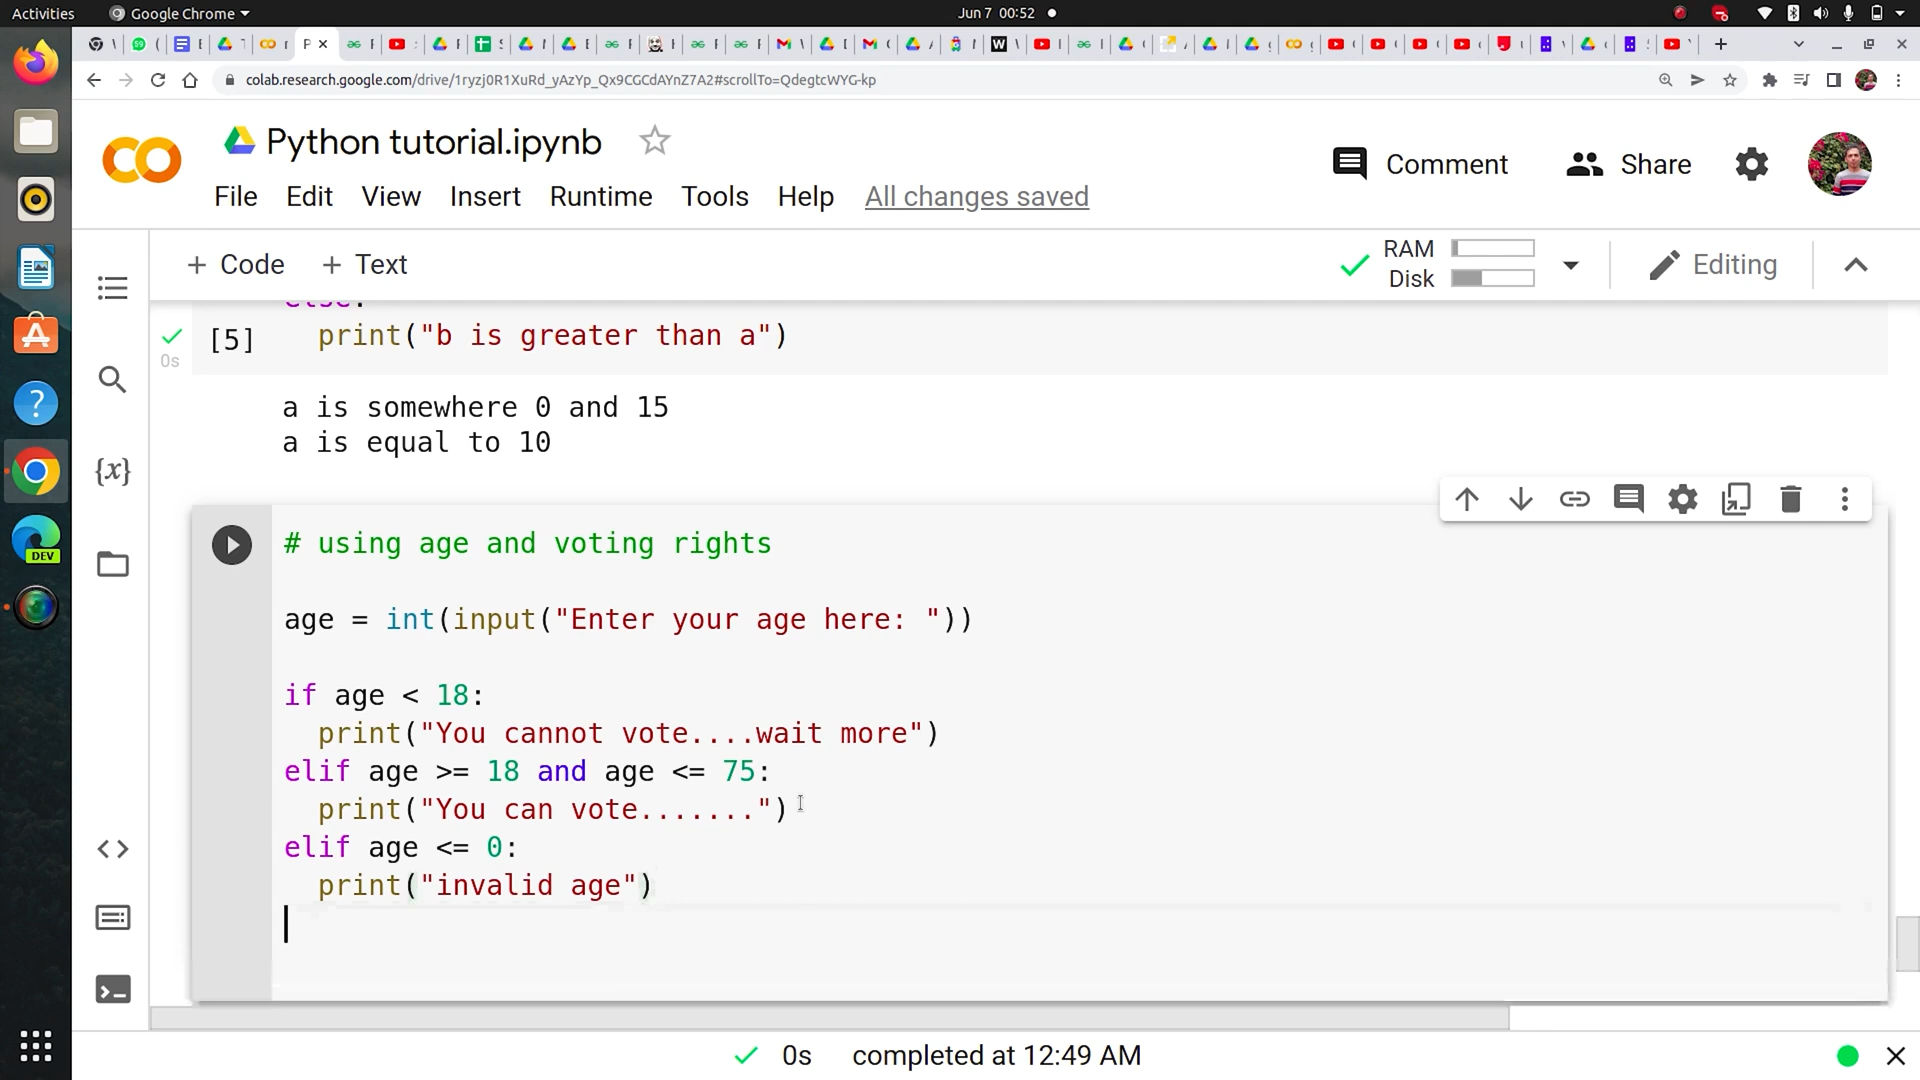 Activities
Google Chrome
Jun 7 00:52
colab.research.google.com/drive/1ryzj0R1XuRd_yAzYp_Qx9CGCdAYnZ7A2#scrollTo=QdegtcWYG-kp
Python tutorial.ipynb
Comment
Share
File Edit View Insert Runtime Tools Help All changes saved
+ Code + Text
RAM
Disk
Editing
else:
[5] print("b is greater than a")
0s
a is somewhere 0 and 15
a is equal to 10
{x}
# using age and voting rights
age = int(input("Enter your age here: "))
if age < 18:
print("You cannot vote....wait more")
elif age >= 18 and age <= 75:
print("You can vote.......")
elif age <= 0:
print("invalid age")
DEV
0s completed at 12:49 AM